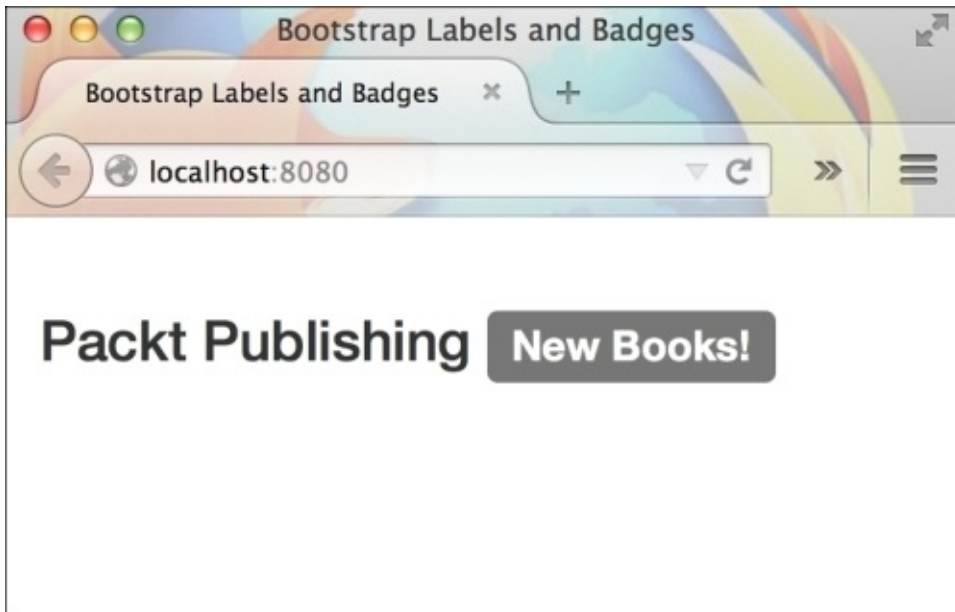 Bootstrap Labels and Badges
Bootstrap Labels and Badges
localhost:8080
Packt Publishing New Books!